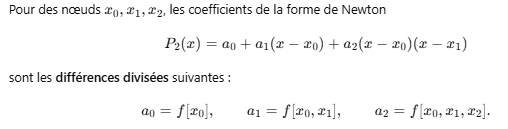 Pour des nœuds x₀, x₁, x₂, les coefficients de la forme de Newton
P₂(x) = a₀ + a₁(x − x₀) + a₂(x − x₀)(x − x₁)
sont les différences divisées suivantes :
a₀ = f[x₀], a₁ = f[x₀, x₁], a₂ = f[x₀, x₁, x₂].